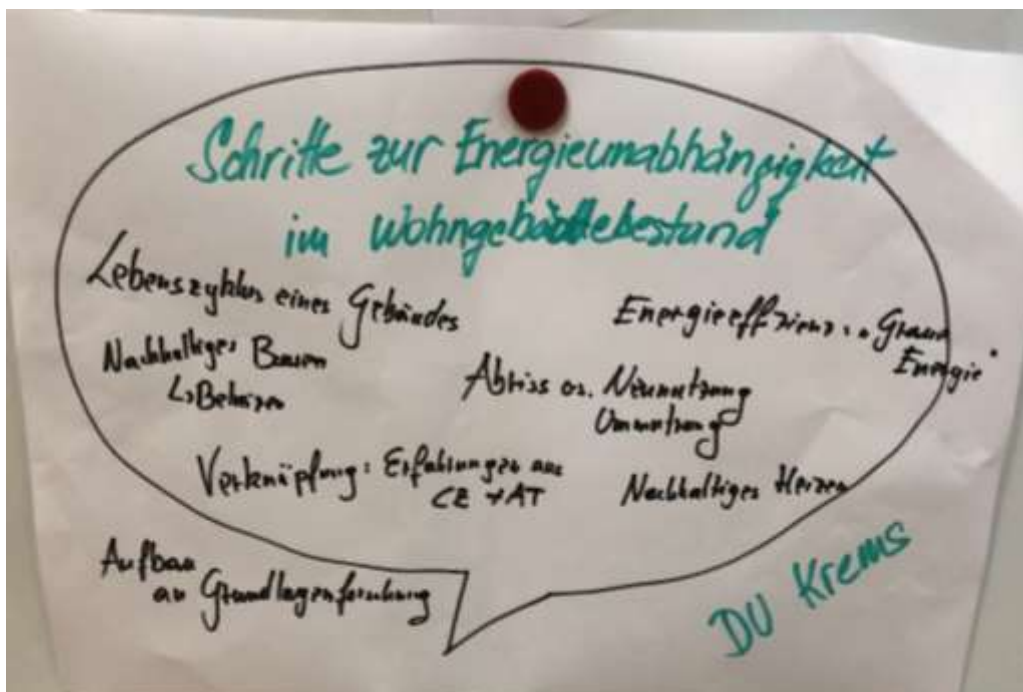 Schritte zur Energieunabhängigkeit
im Wohngebäudebestand
Lebenszyklus eines Gebäudes
Energieeffizienz: "Graue
Energie"
Nachhaltiges Bauen
Abriss vs. Neunutzung
Umnutzung
Verknüpfung: Erfahrungen aus
CZ + AT
Nachhaltiges Heizen
Aufbau
an Grundlagenforschung
DU Krems